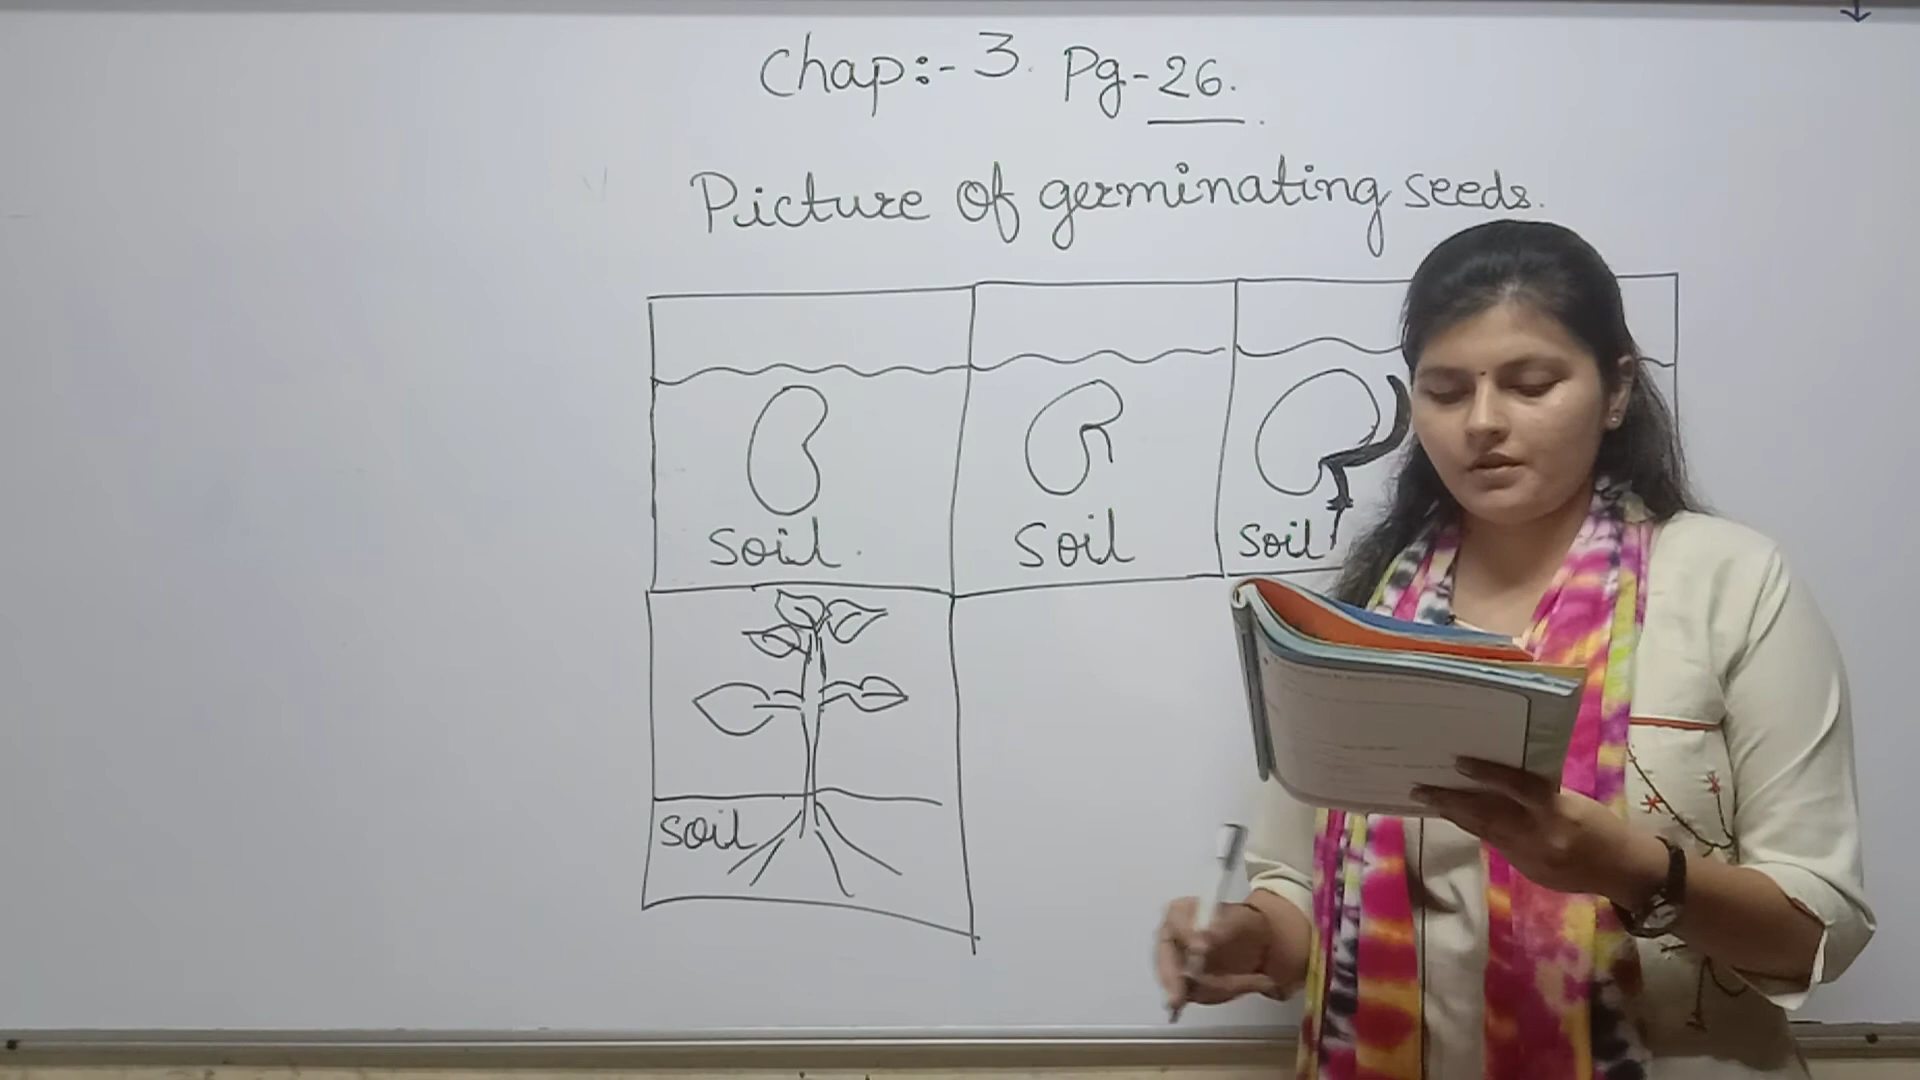 Chap:- 3. Pg-26.
Picture of germinating seeds.
soil. soil soil
soil